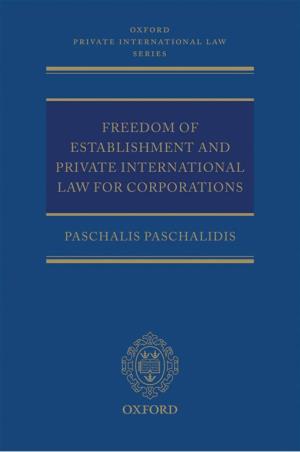 OXFORD
PRIVATE INTERNATIONAL LAW
SERIES
FREEDOM OF
ESTABLISHMENT AND
PRIVATE INTERNATIONAL
LAW FOR CORPORATIONS
PASCHALIS PASCHALIDIS
OXFORD